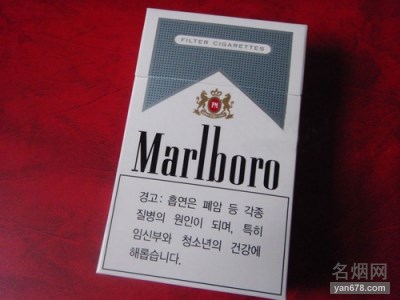 FILTER CIGARETTES
PM
Marlboro
경고: 흡연은 폐암 등 각종
질병의 원인이 되며, 특히
임신부와 청소년의 건강에
해롭습니다.
名烟网
yan678.com